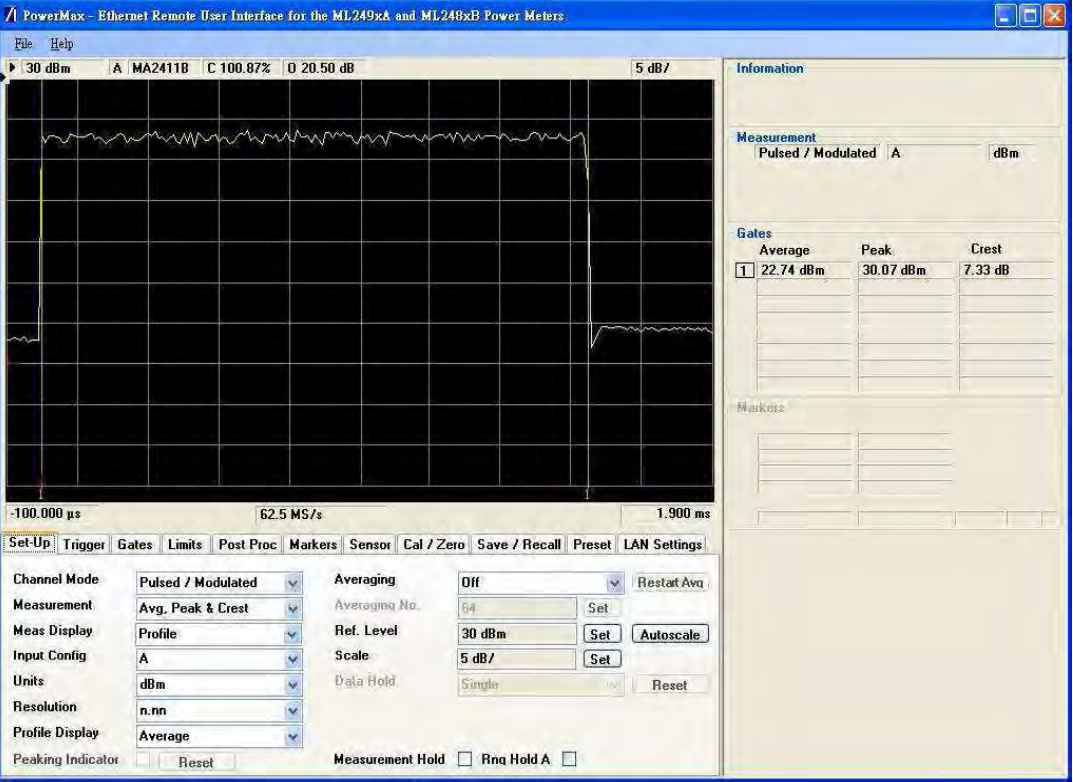 PowerMax - Ethernet Remote User Interface for the ML249xA and ML248xB Power Meters
File Help
30 dBm A MA2411B C 100.87% O 20.50 dB 5 dB/
1 1'
-100.000 µs 62.5 MS/s 1.900 ms
Information
Measurement
Pulsed / Modulated A dBm
Gates
Average Peak Crest
1 22.74 dBm 30.07 dBm 7.33 dB
Markers
Set-Up Trigger Gates Limits Post Proc Markers Sensor Cal / Zero Save / Recall Preset LAN Settings
Channel Mode Pulsed / Modulated Averaging Off Restart Avg
Measurement Avg, Peak & Crest Averaging No. 64 Set
Meas Display Profile Ref. Level 30 dBm Set Autoscale
Input Config A Scale 5 dB/ Set
Units dBm Data Hold Single Reset
Resolution n.nn
Profile Display Average
Peaking Indicator Reset Measurement Hold Rng Hold A